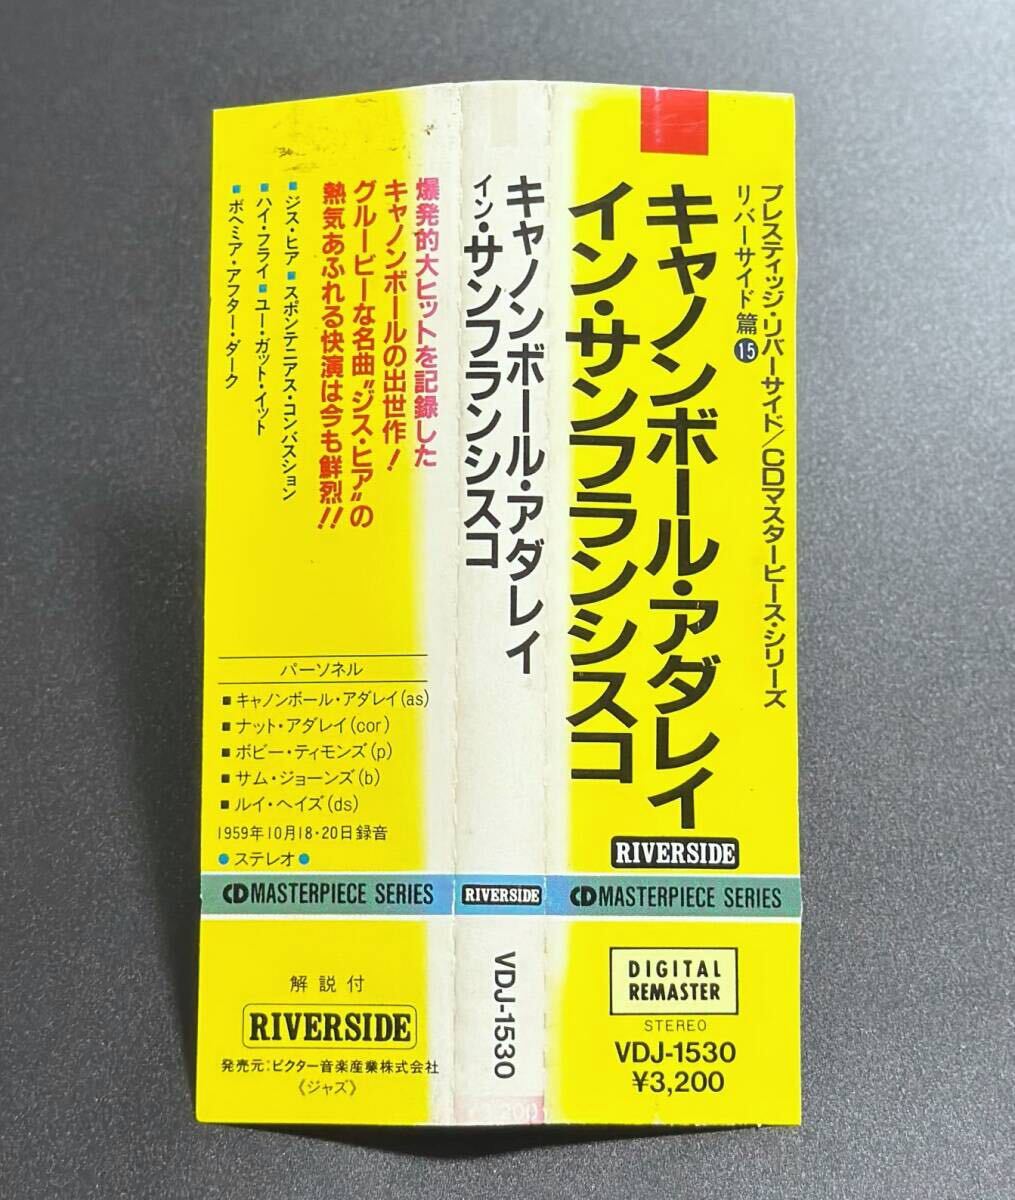 プレスティッジ・リバーサイド/CDマスターピース・シリーズ
リバーサイド篇⑮
キャノンボール・アダレイ
イン・サンフランシスコ
RIVERSIDE
CD MASTERPIECE SERIES
DIGITAL
REMASTER
STEREO
VDJ-1530
¥3,200
キャノンボール・アダレイ
イン・サンフランシスコ
RIVERSIDE
VDJ-1530
¥3,200
爆発的大ヒットを記録した
キャノンボールの出世作!
グルービーな名曲“ジス・ヒア”の
熱気あふれる快演は今も鮮烈!!
■ジス・ヒア■スポンテニアス・コンバスション
■ハイ・フライ■ユー・ガット・イット
■ボヘミア・アフター・ダーク
パーソネル
■キャノンボール・アダレイ(as)
■ナット・アダレイ(cor)
■ボビー・ティモンズ(p)
■サム・ジョーンズ(b)
■ルイ・ヘイズ(ds)
1959年10月18・20日録音
●ステレオ●
CD MASTERPIECE SERIES
解説付
RIVERSIDE
発売元:ビクター音楽産業株式会社
《ジャズ》